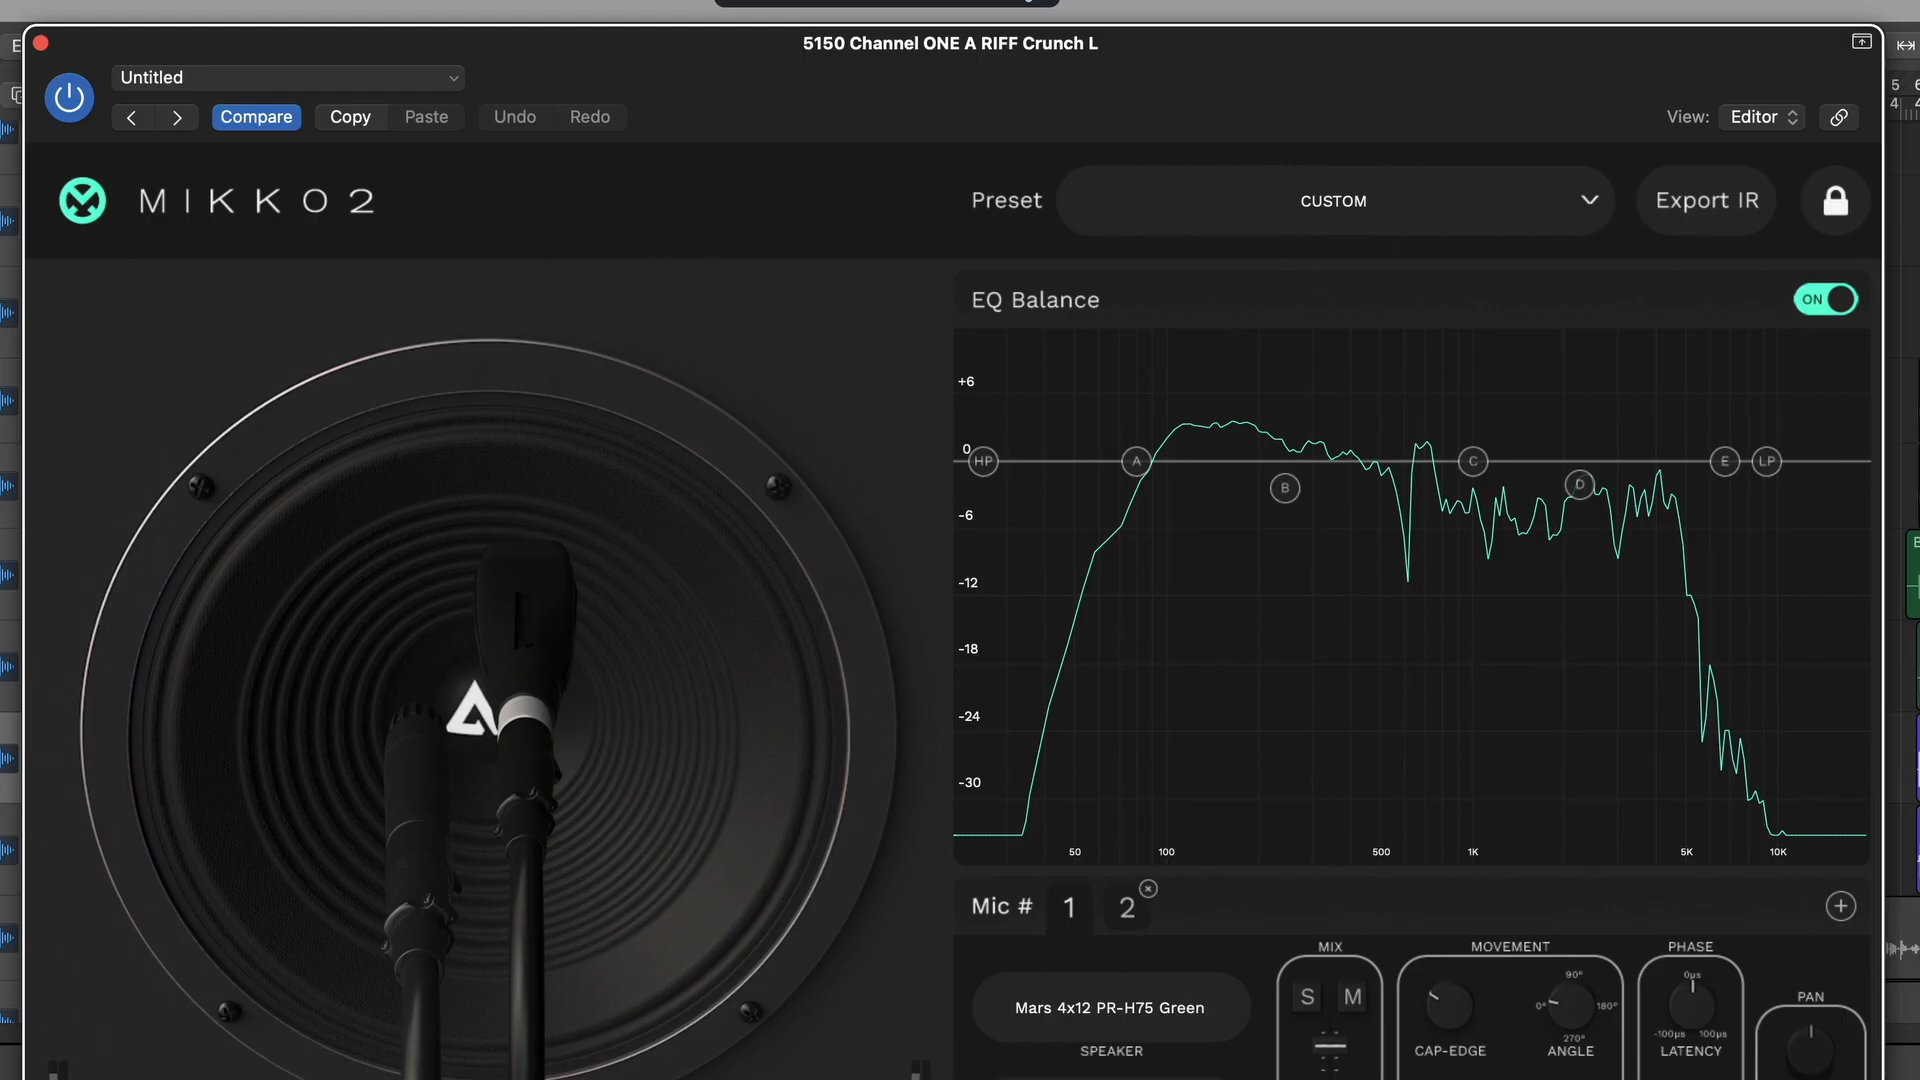 5150 Channel ONE A RIFF Crunch L
Untitled
Compare
Copy
Paste
Undo
Redo
View:
Editor
MIKKO2
Preset
CUSTOM
Export IR
EQ Balance
ON
+6
0
-6
-12
-18
-24
-30
HP
A
B
C
D
E
LP
50
100
500
1K
5K
10K
Mic #
1
2
MIX
MOVEMENT
PHASE
PAN
S
M
90°
0°
180°
270°
0µs
-100µs
100µs
Mars 4x12 PR-H75 Green
SPEAKER
CAP-EDGE
ANGLE
LATENCY